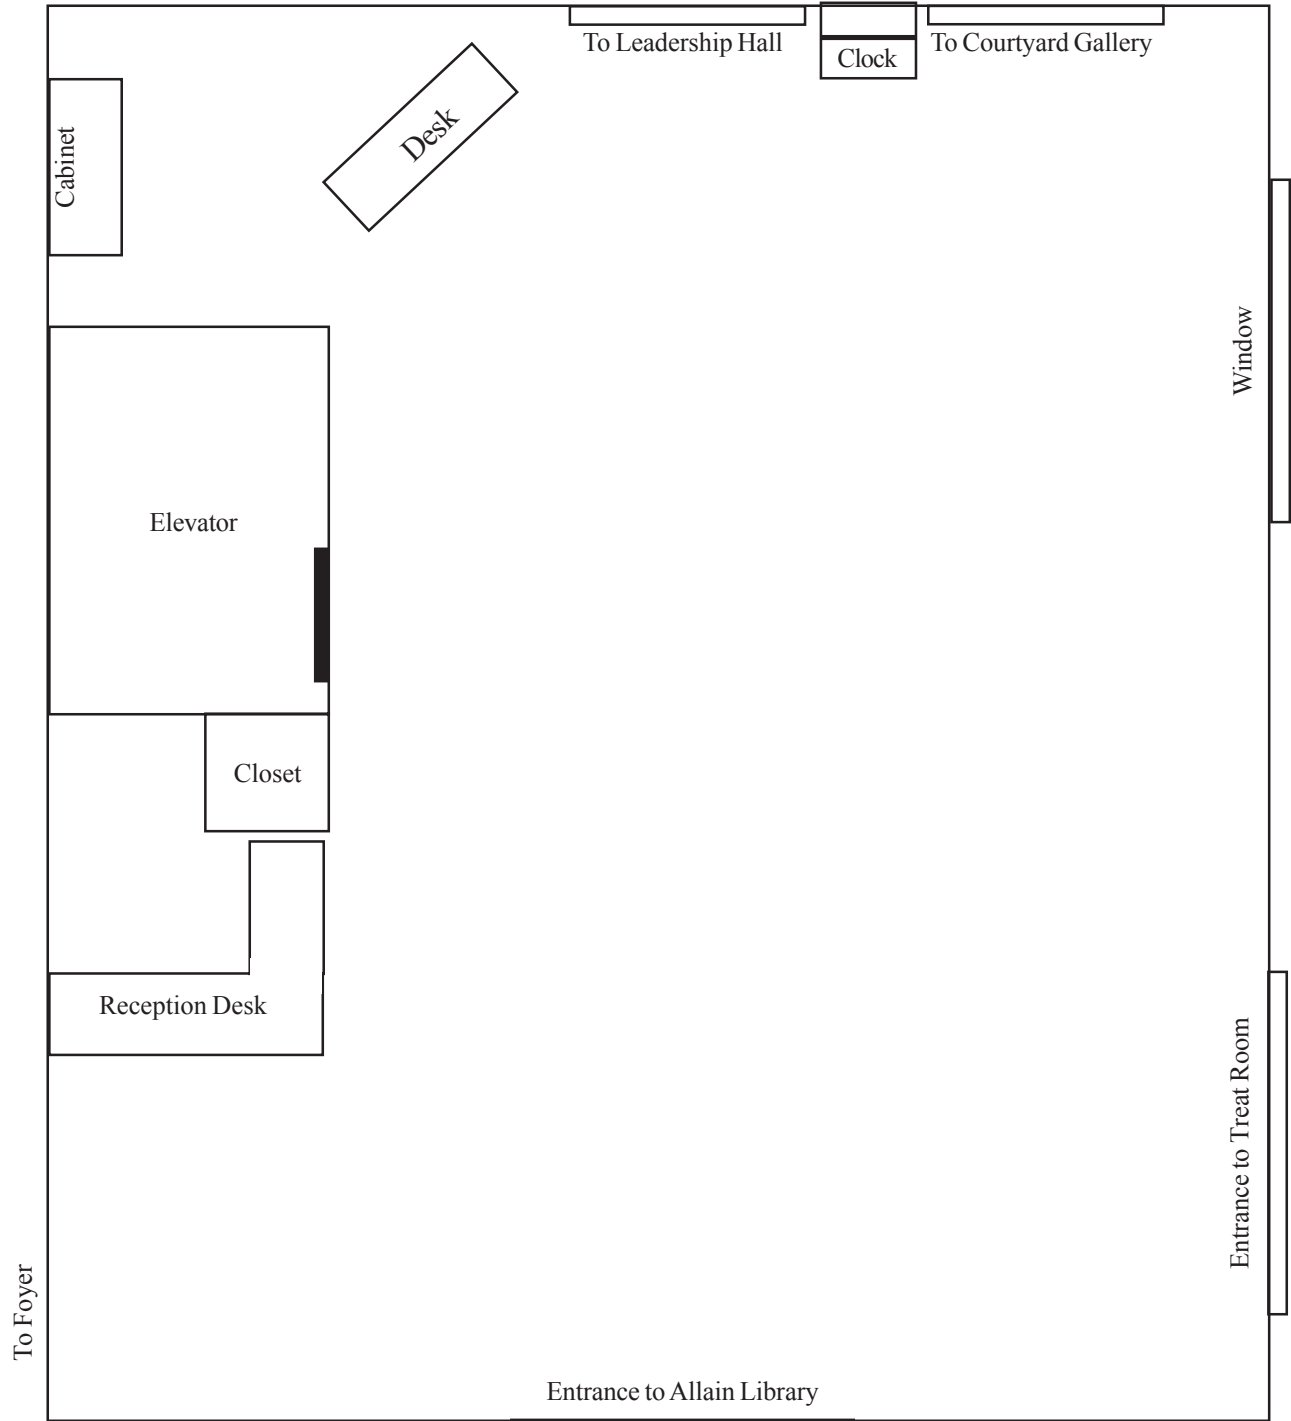 To Leadership Hall
Clock
To Courtyard Gallery
Desk
Cabinet
Window
Elevator
Closet
Reception Desk
Entrance to Treat Room
To Foyer
Entrance to Allain Library